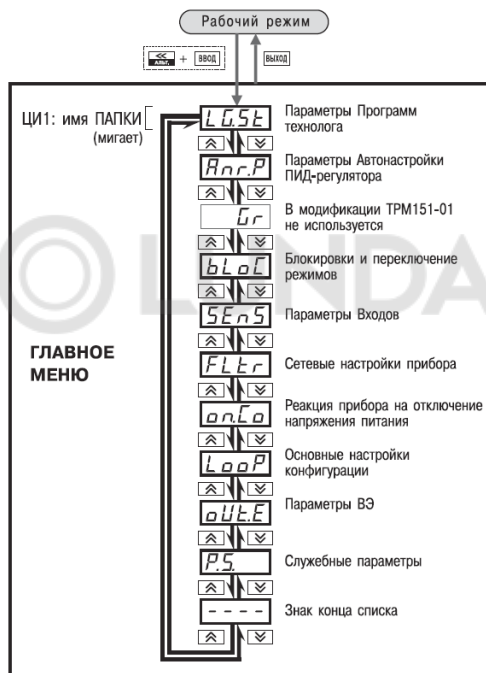 Рабочий режим
≪ АЛЬТ. + ВВОД ВЫХОД
ЦИ1: имя ПАПКИ
(мигает)
LG.St Параметры Программ
технолога
Anr.P Параметры Автонастройки
ПИД-регулятора
Gr В модификации ТРМ151-01
не используется
bLoC Блокировки и переключение
режимов
SEnS Параметры Входов
ГЛАВНОЕ
МЕНЮ
FLtr Сетевые настройки прибора
on.Co Реакция прибора на отключение
напряжения питания
LooP Основные настройки
конфигурации
oUt.E Параметры ВЭ
P.S. Служебные параметры
- - - - Знак конца списка